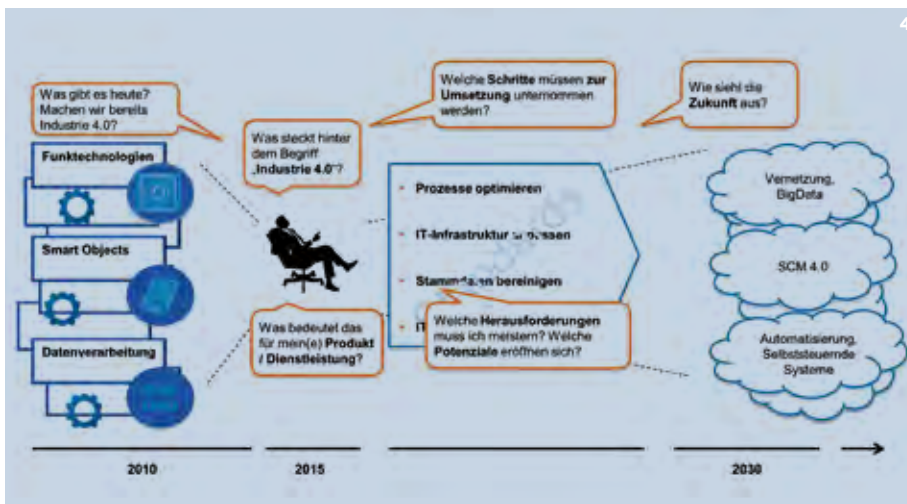 4
Was gibt es heute?
Machen wir bereits
Industrie 4.0?
Funktechnologien
Smart Objects
Datenverarbeitung
Was steckt hinter
dem Begriff
„Industrie 4.0"?
Was bedeutet das
für mein(e) Produkt
/ Dienstleistung?
Welche Schritte müssen zur
Umsetzung unternommen
werden?
- Prozesse optimieren
- IT-Infrastruktur
- Stammdaten bereinigen
- IT
Welche Herausforderungen
muss ich meistern? Welche
Potenziale eröffnen sich?
Wie sieht die
Zukunft aus?
Vernetzung,
BigData
SCM 4.0
Automatisierung,
Selbststeuernde
Systeme
2010
2015
2030